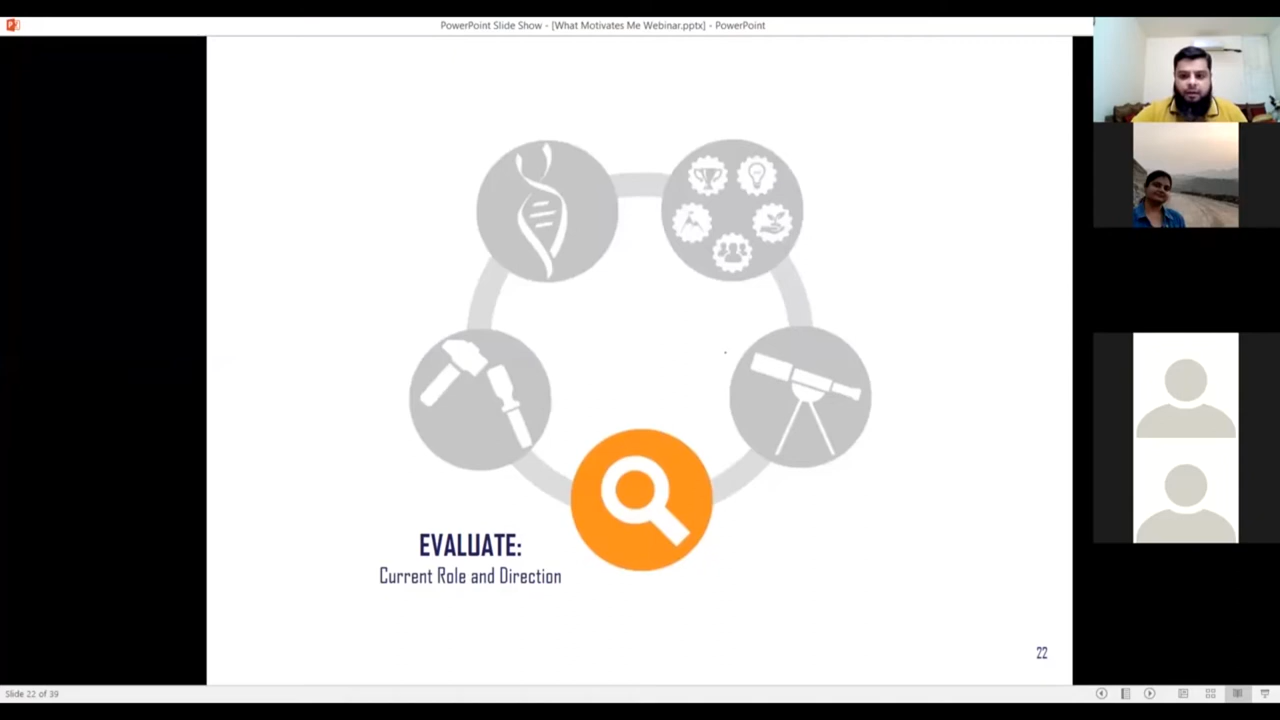 PowerPoint Slide Show - [What Motivates Me Webinar.pptx] - PowerPoint
EVALUATE:
Current Role and Direction
22
Slide 22 of 39